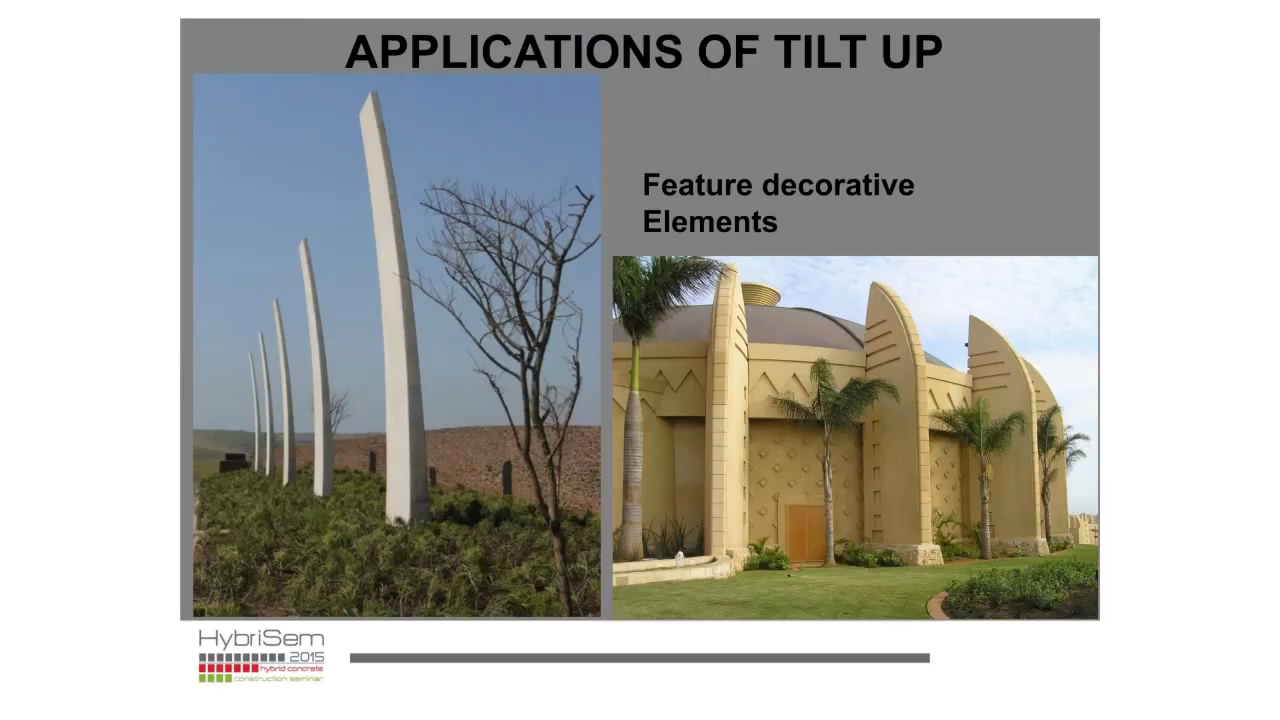 APPLICATIONS OF TILT UP
Feature decorative
Elements
HybriSem
2015
hybrid concrete
construction seminar